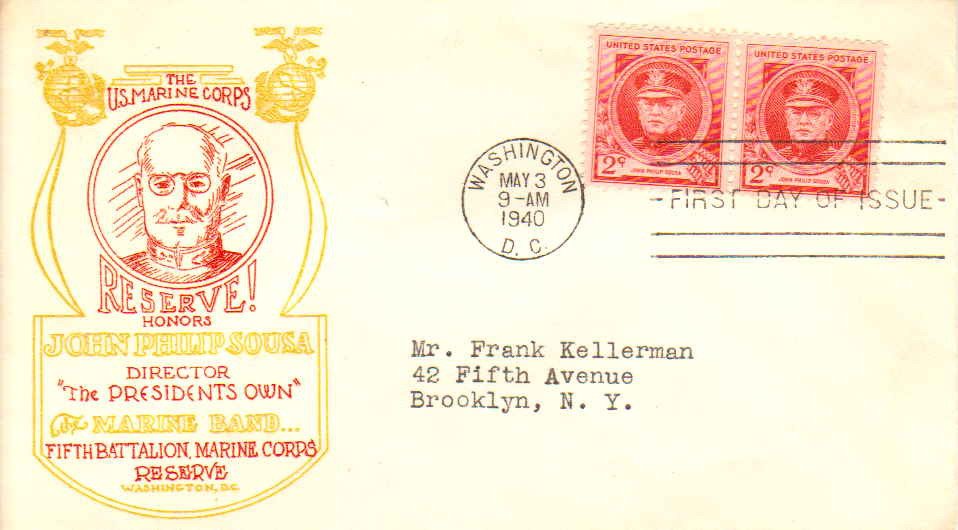 THE
U.S. MARINE CORPS
RESERVE!
HONORS
JOHN PHILIP SOUSA
DIRECTOR
"The PRESIDENTS OWN"
The MARINE BAND...
FIFTH BATTALION, MARINE CORPS
RESERVE
WASHINGTON, D.C.
UNITED STATES POSTAGE
2¢
JOHN PHILIP SOUSA
UNITED STATES POSTAGE
2¢
JOHN PHILIP SOUSA
WASHINGTON
MAY 3
9-AM
1940
D. C.
- FIRST DAY OF ISSUE -
Mr. Frank Kellerman
42 Fifth Avenue
Brooklyn, N. Y.